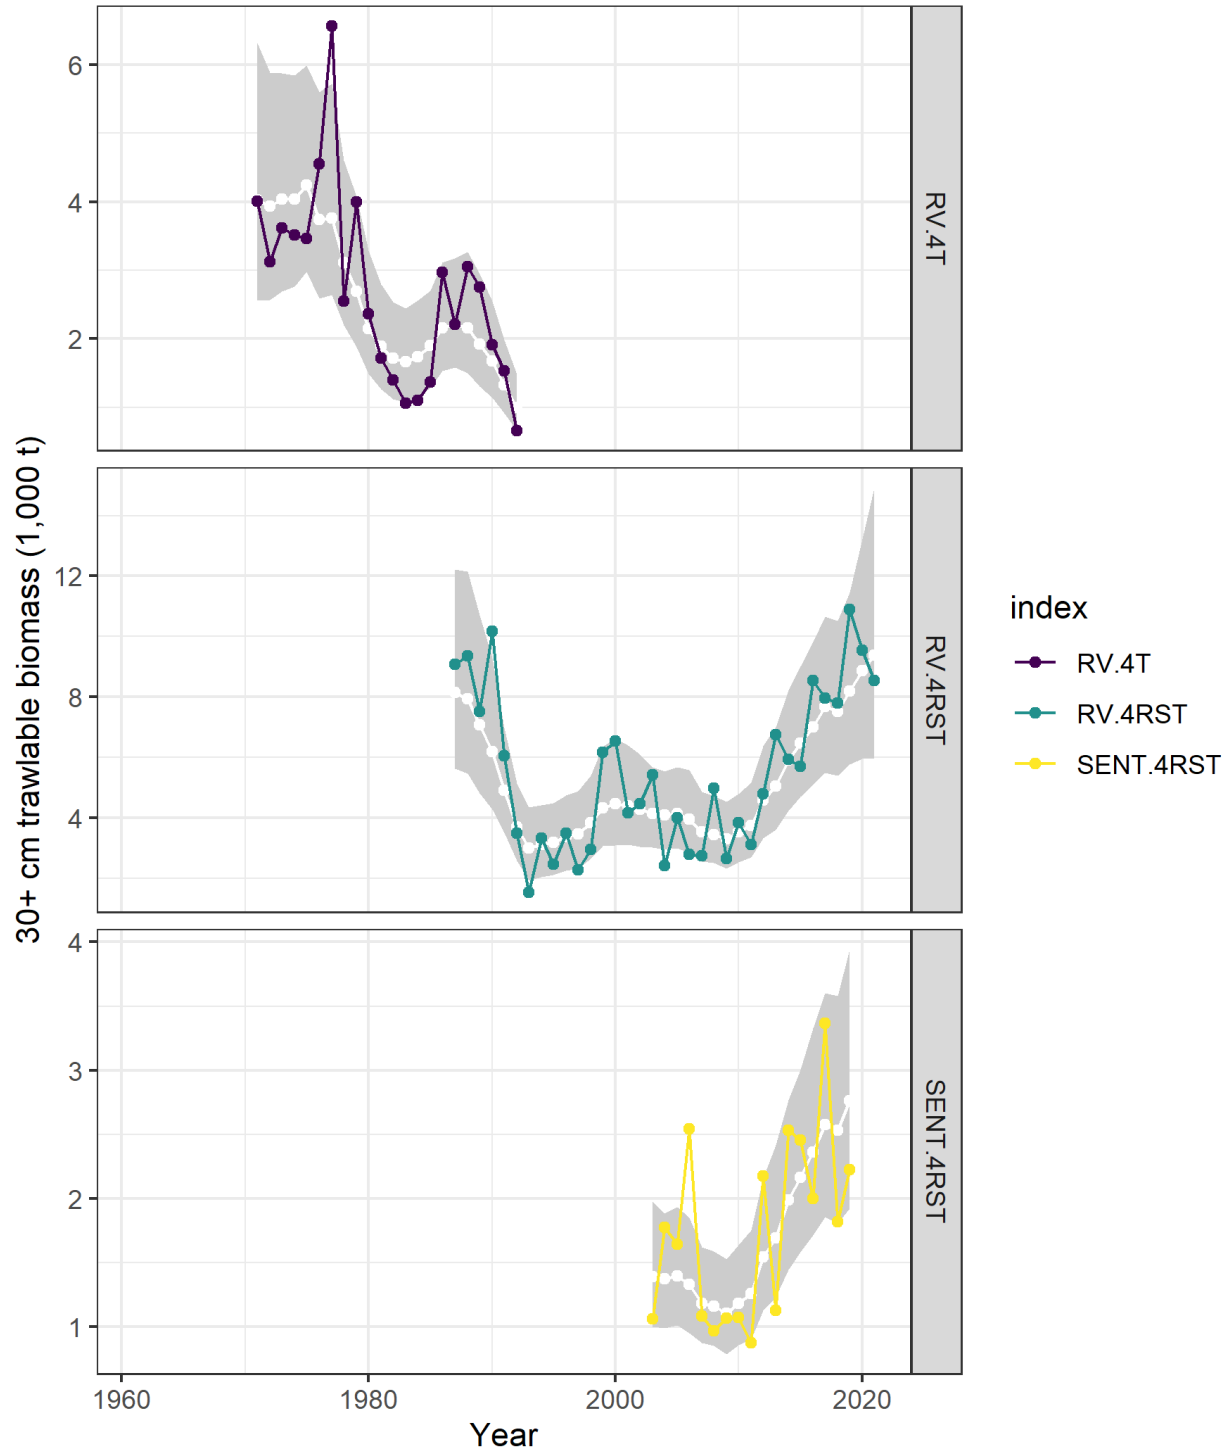 30+ cm trawlable biomass (1,000 t)
6
4
2
RV.4T
12
8
4
RV.4RST
4
3
2
1
SENT.4RST
1960
1980
2000
2020
Year
index
RV.4T
RV.4RST
SENT.4RST